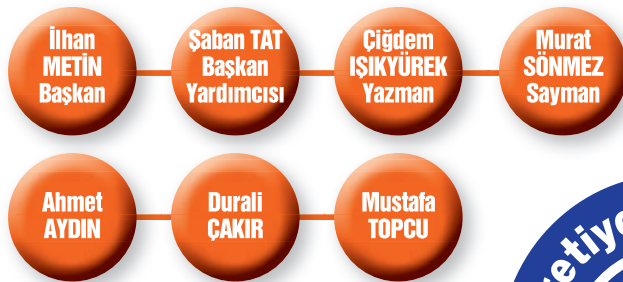 İlhan
METİN
Başkan
Şaban TAT
Başkan
Yardımcısı
Çiğdem
IŞIKYÜREK
Yazman
Murat
SÖNMEZ
Sayman
Ahmet
AYDIN
Durali
ÇAKIR
Mustafa
TOPCU